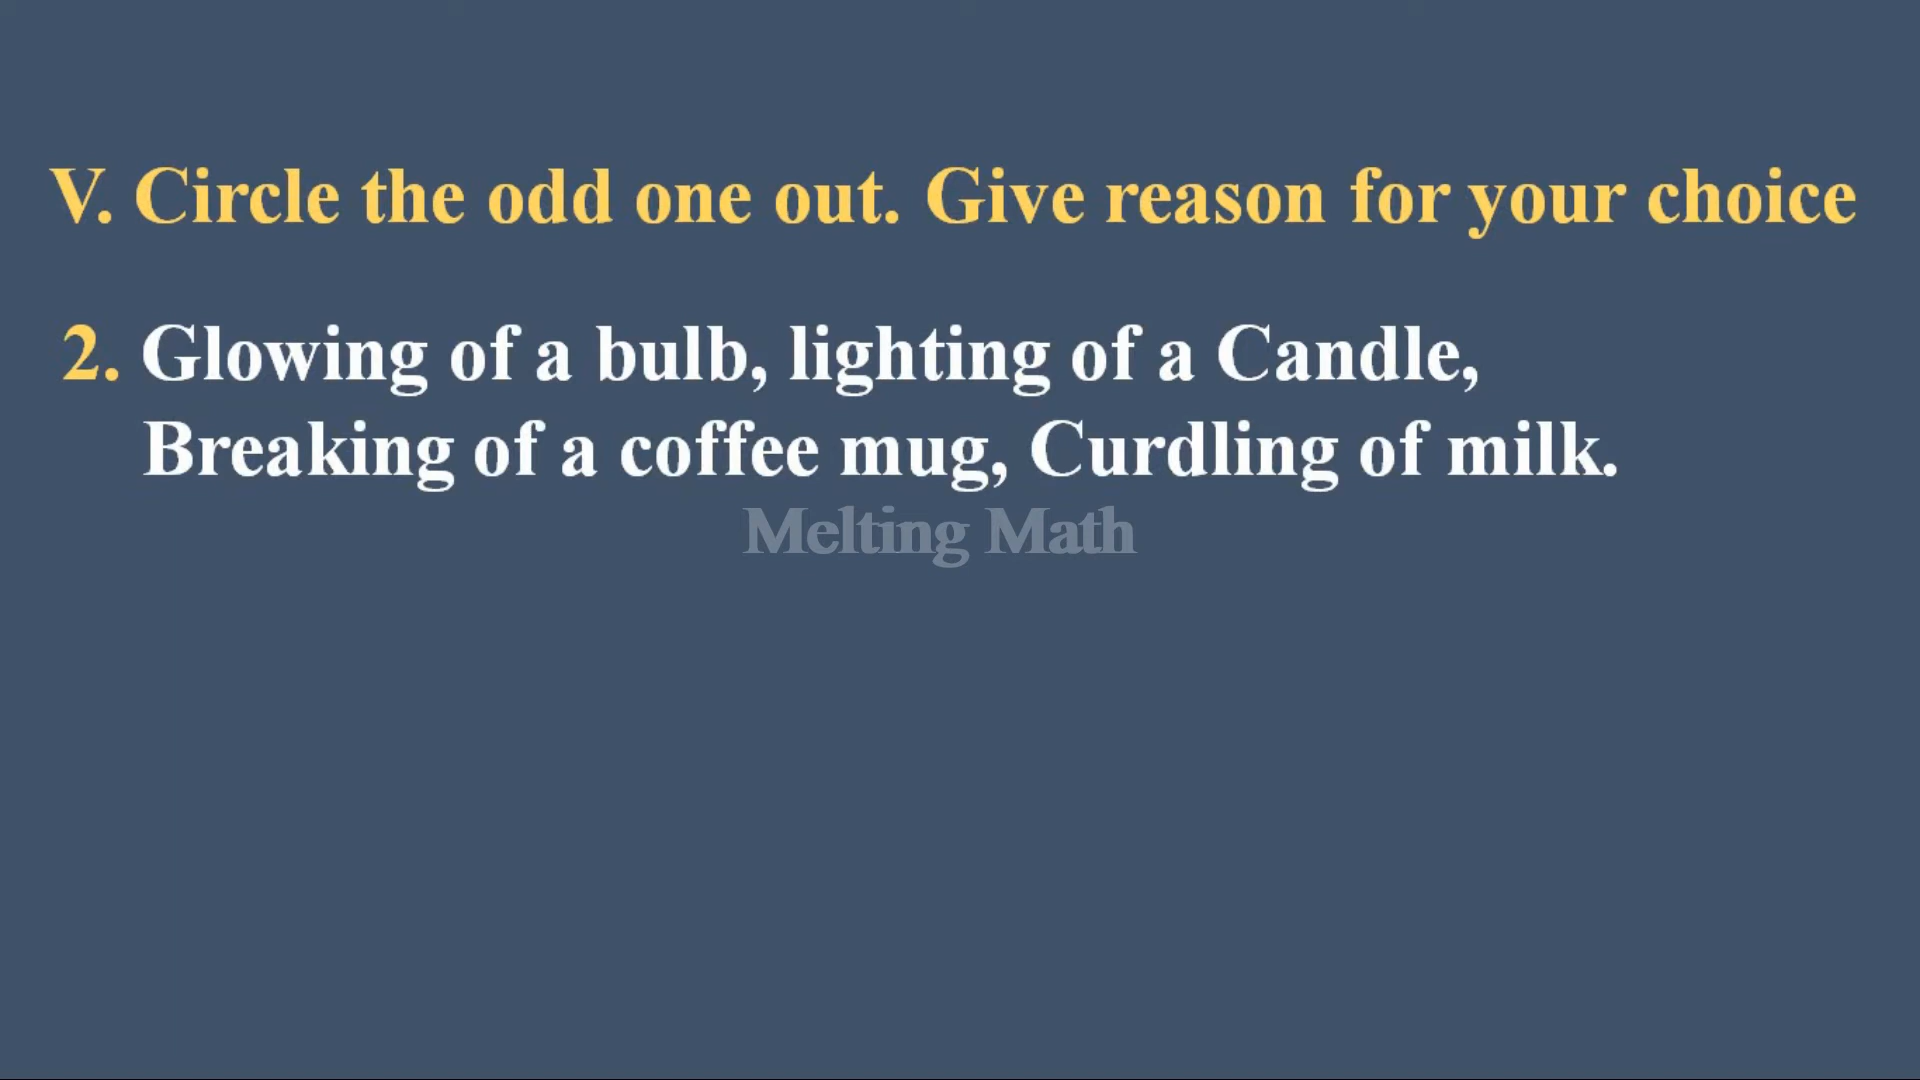 V. Circle the odd one out. Give reason for your choice
2. Glowing of a bulb, lighting of a Candle,
Breaking of a coffee mug, Curdling of milk.
Melting Math